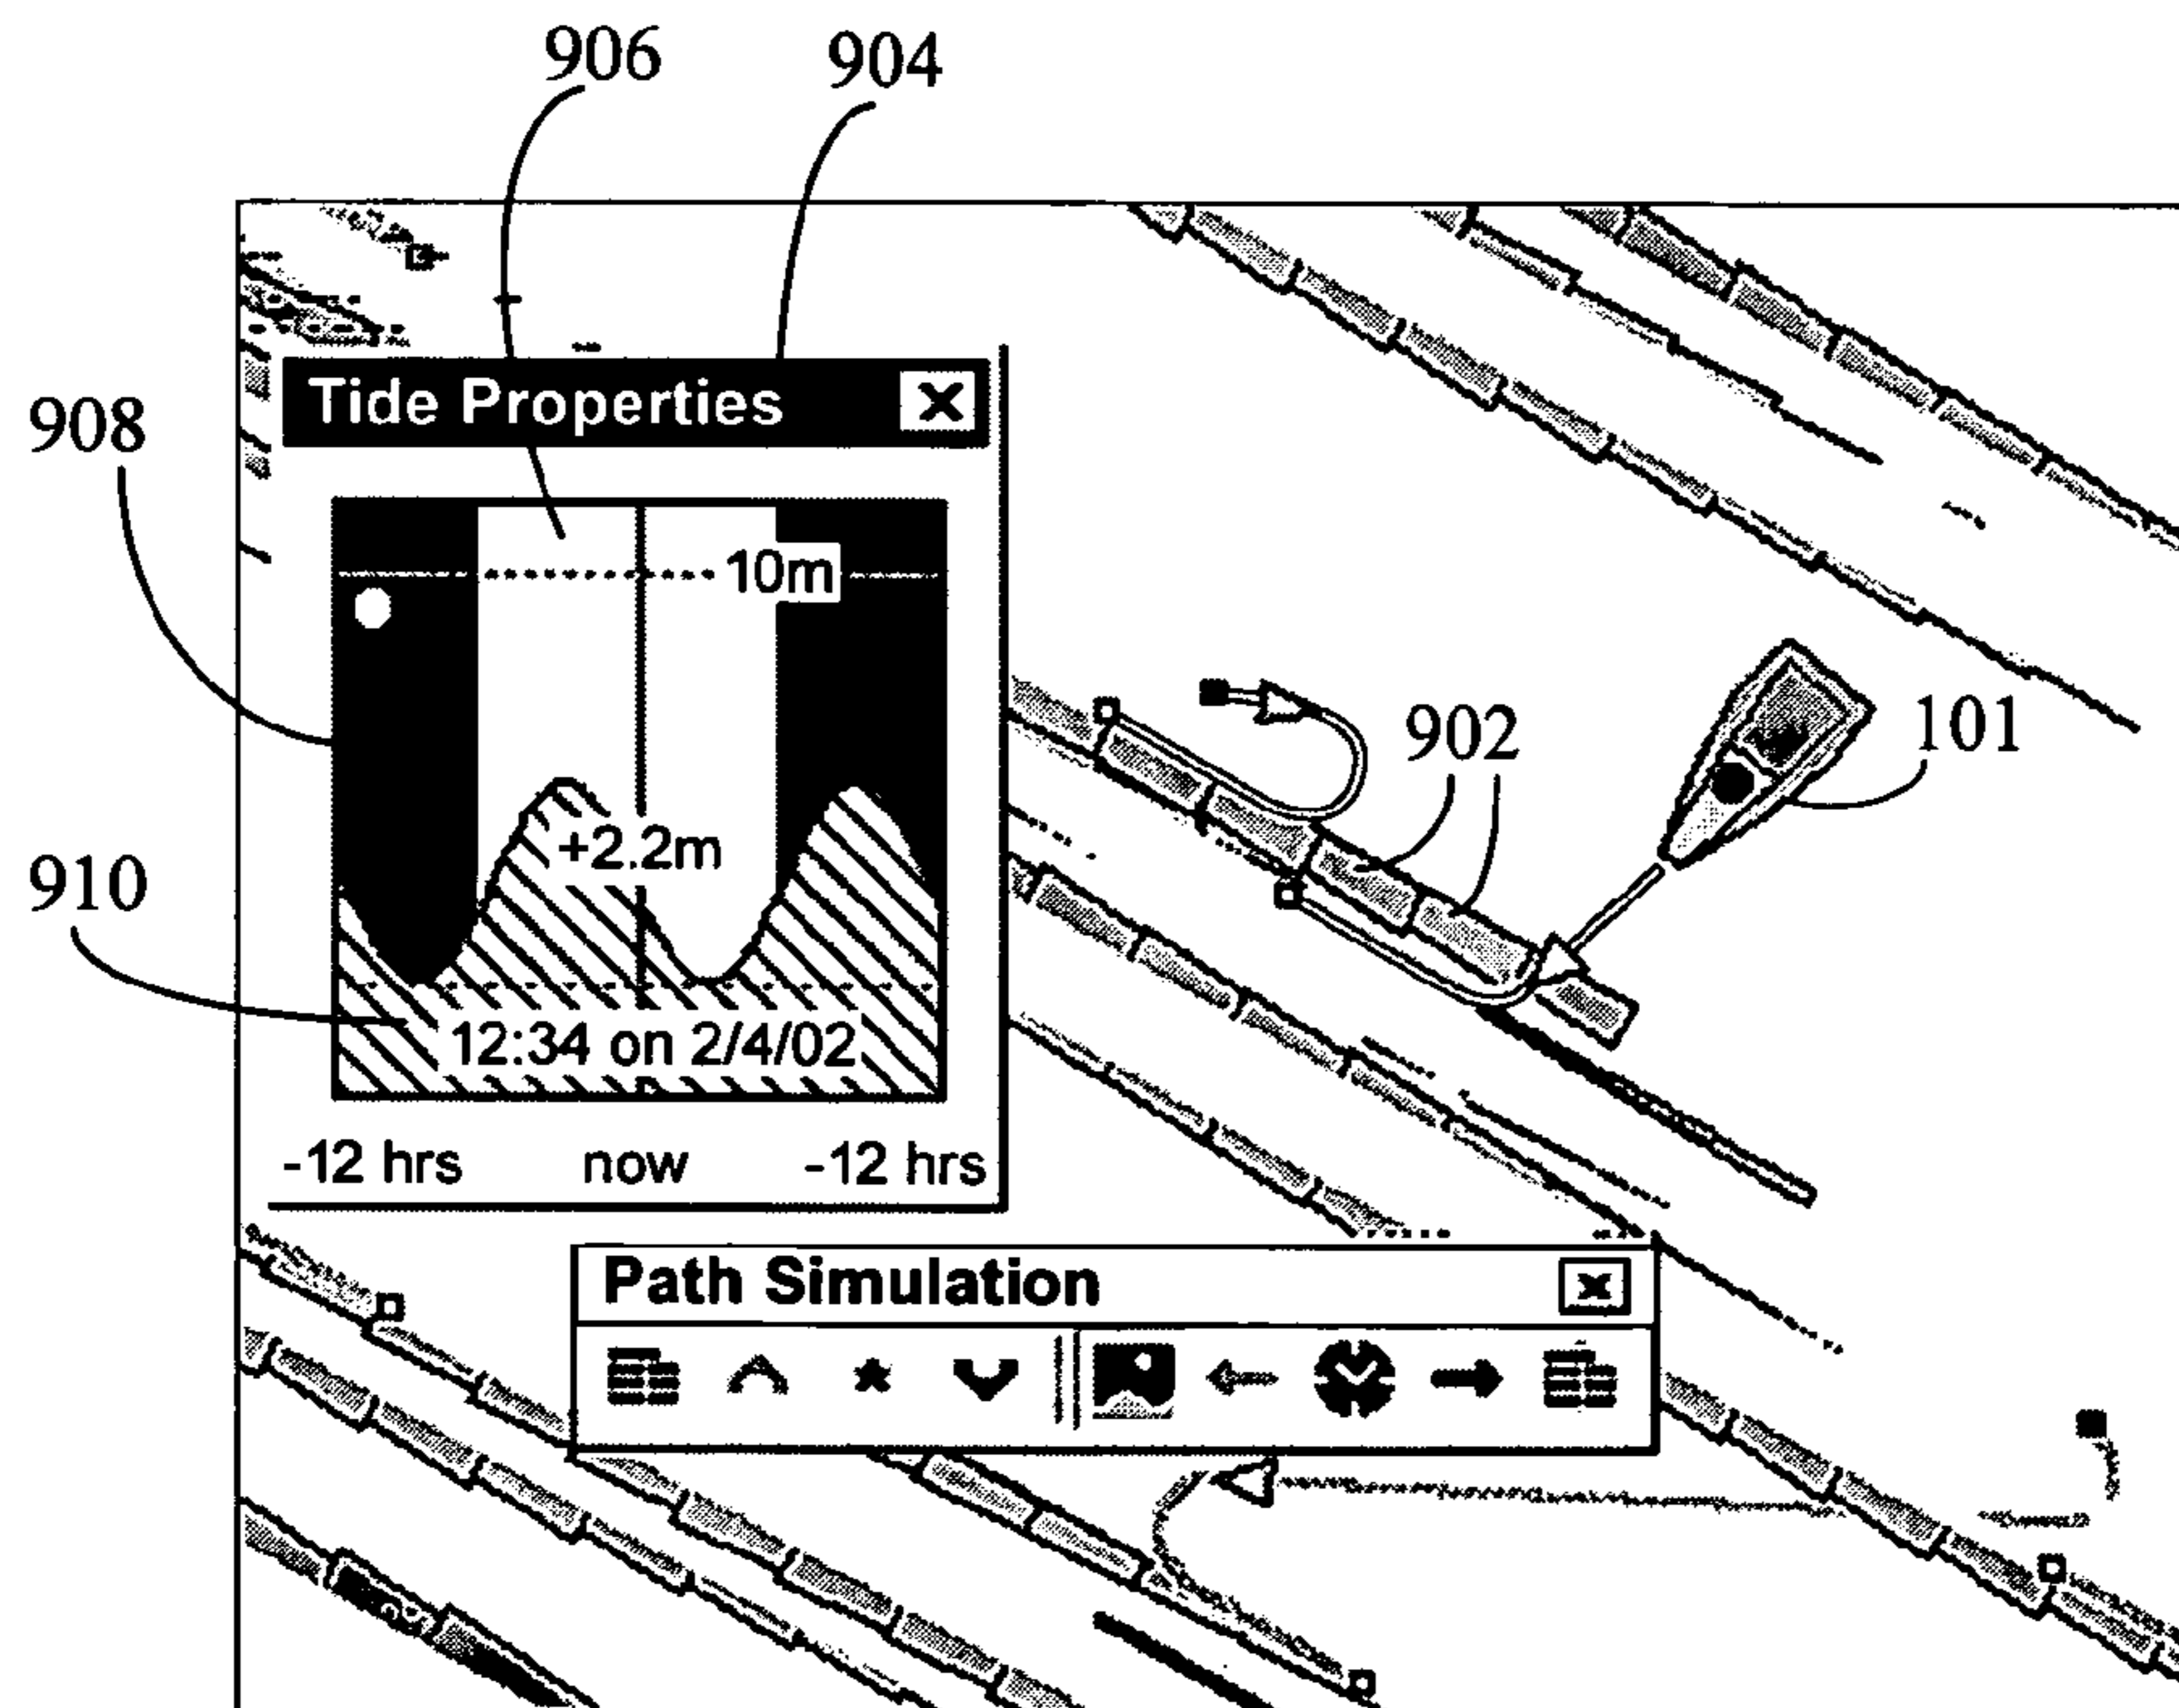 906
904
Tide Properties
908
10m
902
101
+2.2m
910
12:34 on 2/4/02
-12 hrs now -12 hrs
Path Simulation